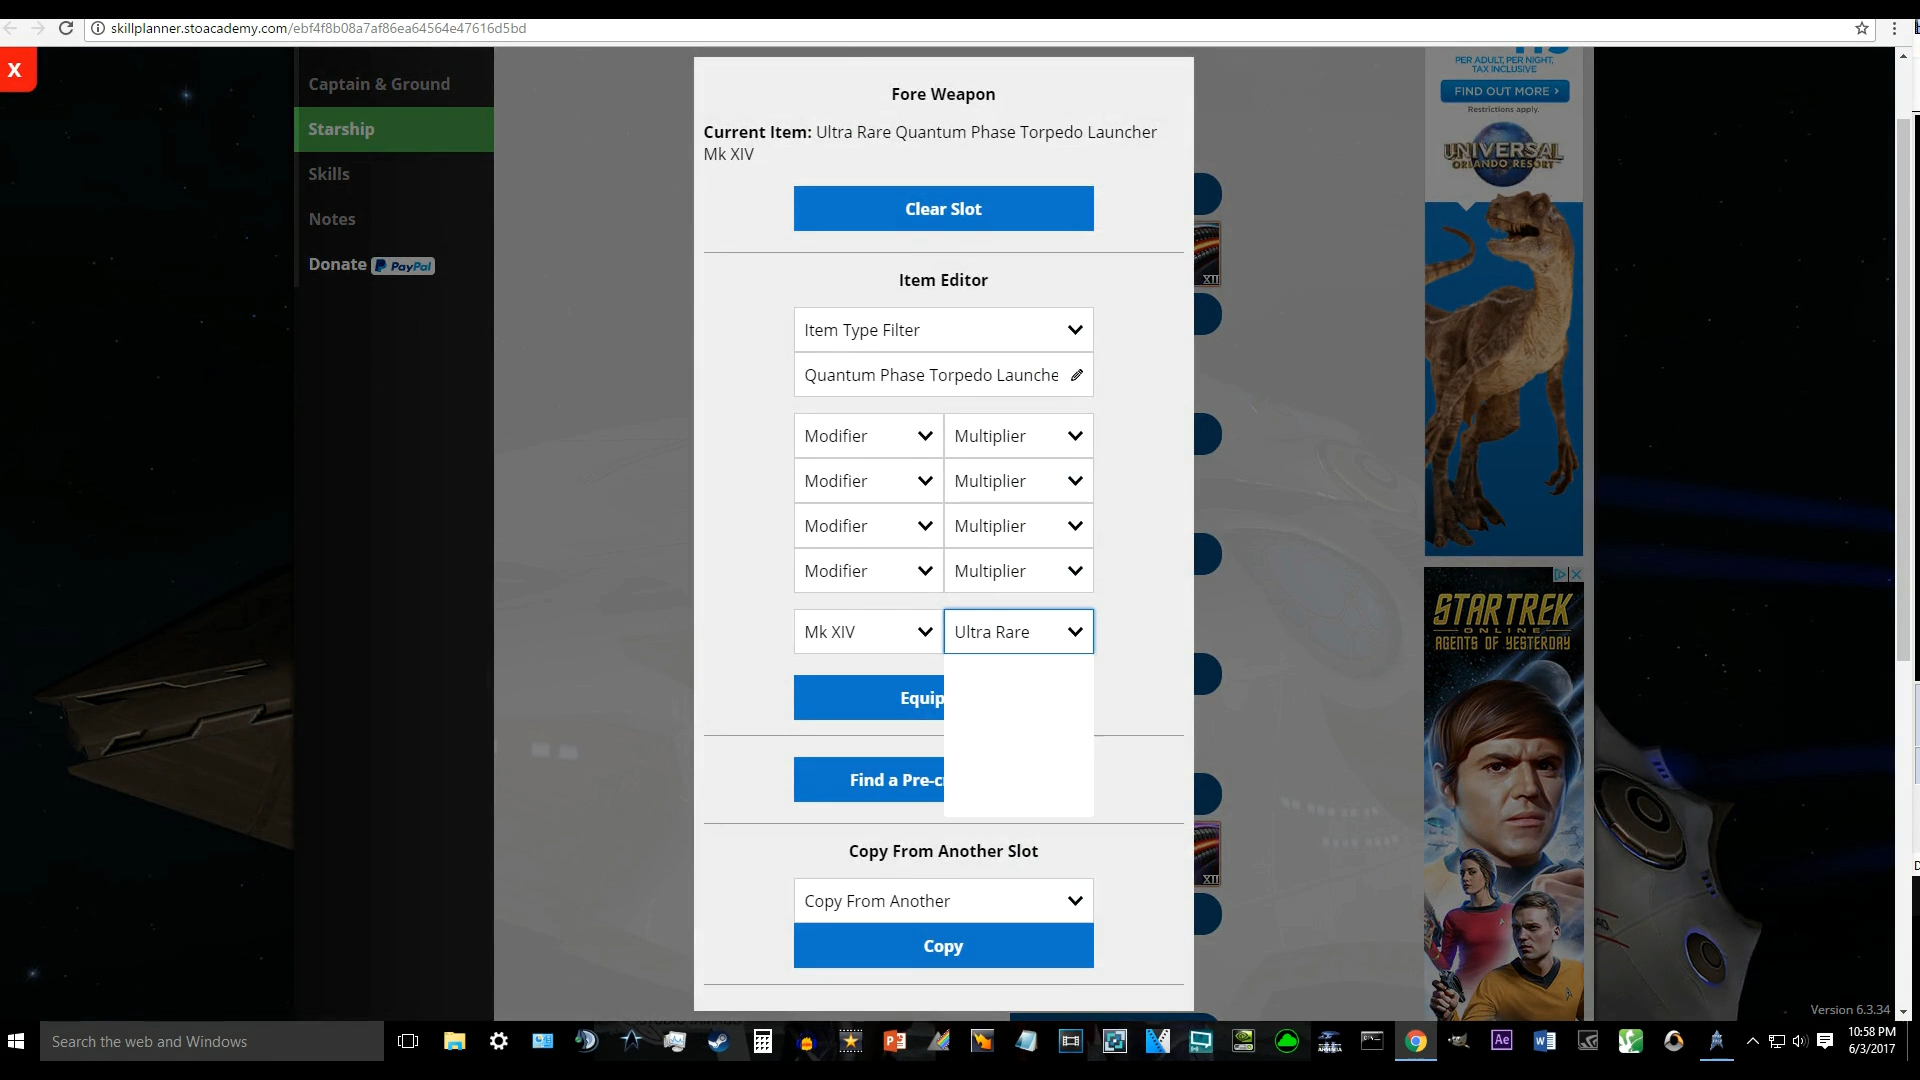 skillplanner.stoacademy.com/ebf4f8b08a7af86ea64564e47616d5bd
X
Captain & Ground
Starship
Skills
Notes
Donate PayPal
Fore Weapon
Current Item: Ultra Rare Quantum Phase Torpedo Launcher
Mk XIV
Clear Slot
Item Editor
Item Type Filter
Quantum Phase Torpedo Launche
Modifier Multiplier
Modifier Multiplier
Modifier Multiplier
Modifier Multiplier
Mk XIV Ultra Rare
Equip
Find a Pre-c
Copy From Another Slot
Copy From Another
Copy
XII
XII
PER ADULT, PER NIGHT,
TAX INCLUSIVE
FIND OUT MORE >
Restrictions apply.
UNIVERSAL
ORLANDO RESORT
STAR TREK
ONLINE
AGENTS OF YESTERDAY
Version 6.3.34
Search the web and Windows
Ae
10:58 PM
6/3/2017